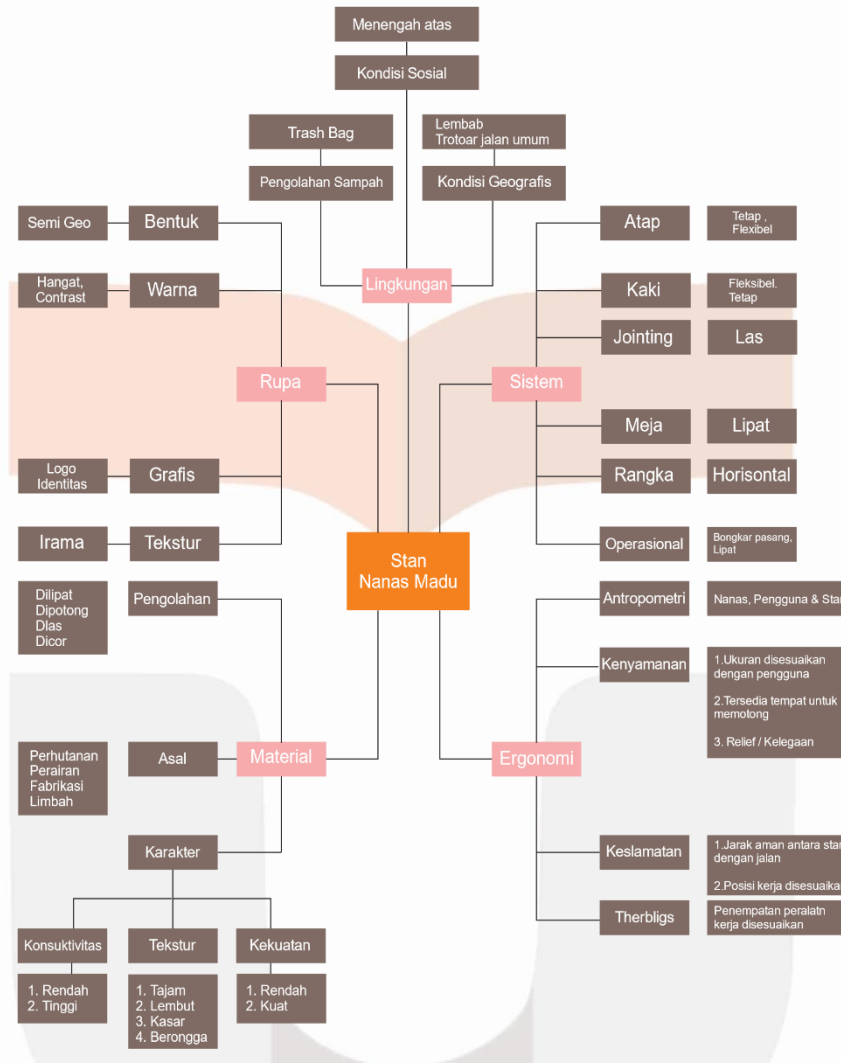 Menengah atas
Kondisi Sosial
Trash Bag
Lembab
Trotoar jalan umum
Pengolahan Sampah
Kondisi Geografis
Lingkungan
Semi Geo
Bentuk
Hangat,
Contrast
Warna
Rupa
Logo
Identitas
Grafis
Irama
Tekstur
Atap
Tetap ,
Flexibel
Kaki
Fleksibel.
Tetap
Jointing
Las
Sistem
Meja
Lipat
Rangka
Horisontal
Operasional
Bongkar pasang,
Lipat
Stan
Nanas Madu
Dilipat
Dipotong
Dlas
Dicor
Pengolahan
Perhutanan
Perairan
Fabrikasi
Limbah
Asal
Material
Karakter
Konsuktivitas
Tekstur
Kekuatan
1. Rendah
2. Tinggi
1. Tajam
2. Lembut
3. Kasar
4. Berongga
1. Rendah
2. Kuat
Antropometri
Nanas, Pengguna & Stan
Kenyamanan
1.Ukuran disesuaikan
dengan pengguna
2.Tersedia tempat untuk
memotong
3. Relief / Kelegaan
Ergonomi
Keslamatan
1.Jarak aman antara stan
dengan jalan
2.Posisi kerja disesuaikan
Therbligs
Penempatan peralatn
kerja disesuaikan